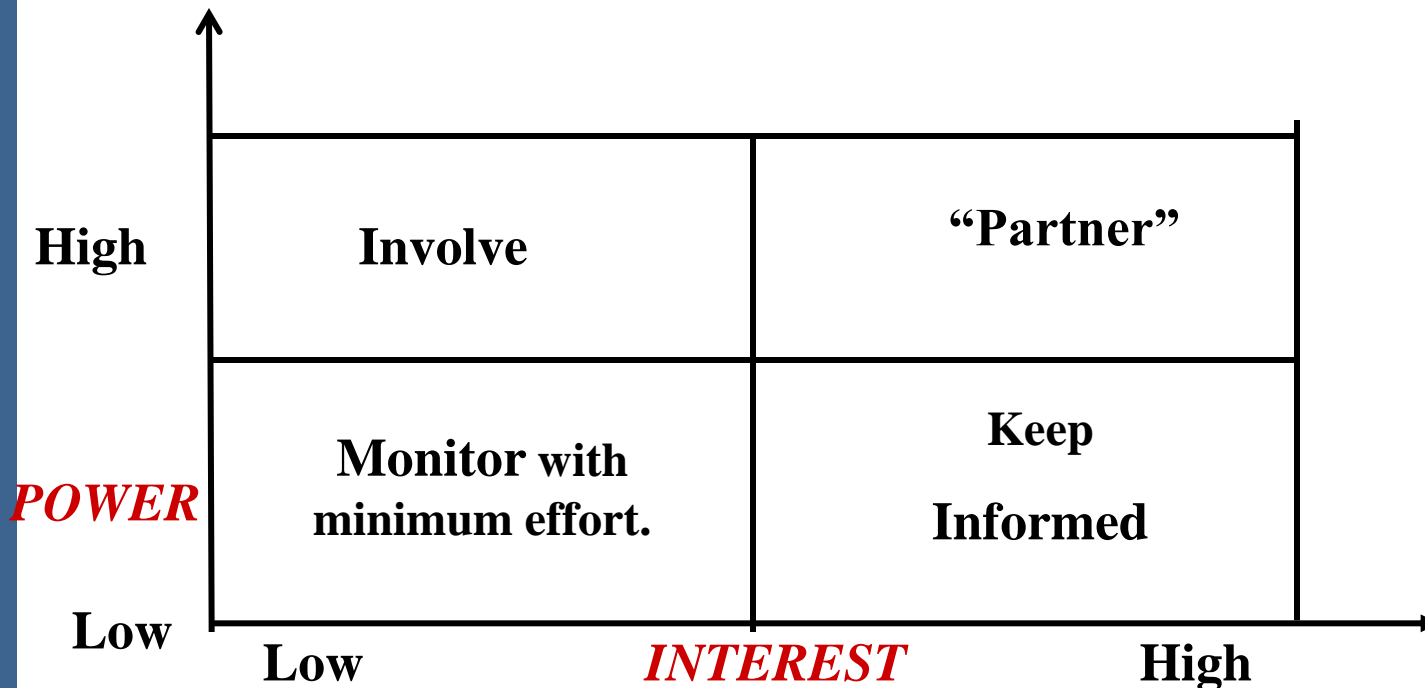 High
Involve
“Partner”
Monitor with
minimum effort.
Keep
Informed
POWER
Low
Low
INTEREST
High